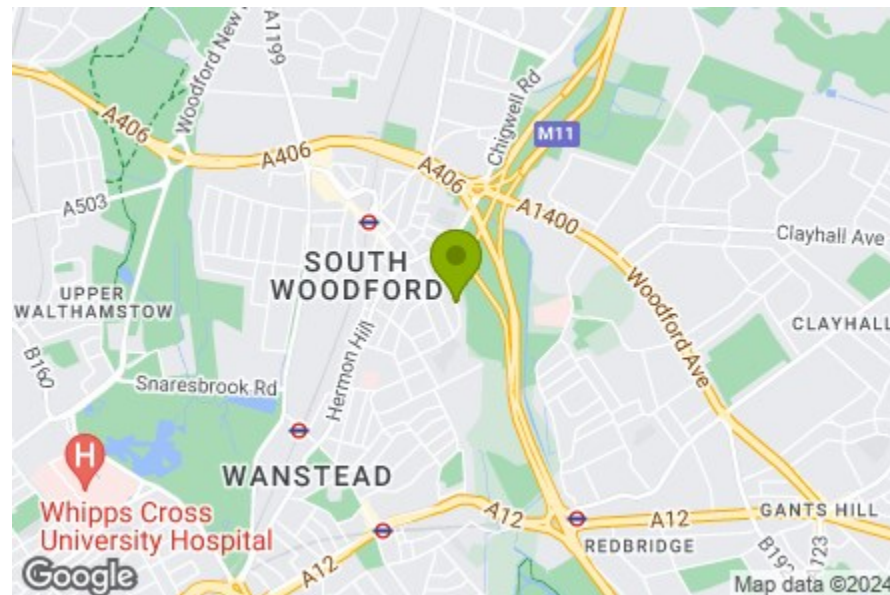 Woodford New
A1199
Chigwell Rd
M11
A406
A406
A406
A1400
A503
Clayhall Ave
SOUTH
WOODFORD
UPPER
WALTHAMSTOW
Woodford Ave
CLAYHALL
B160
Hermon Hill
Snaresbrook Rd
H
WANSTEAD
Whipps Cross
University Hospital
A12
A12
A12
GANTS HILL
REDBRIDGE
B192
723
Google
Map data ©2024